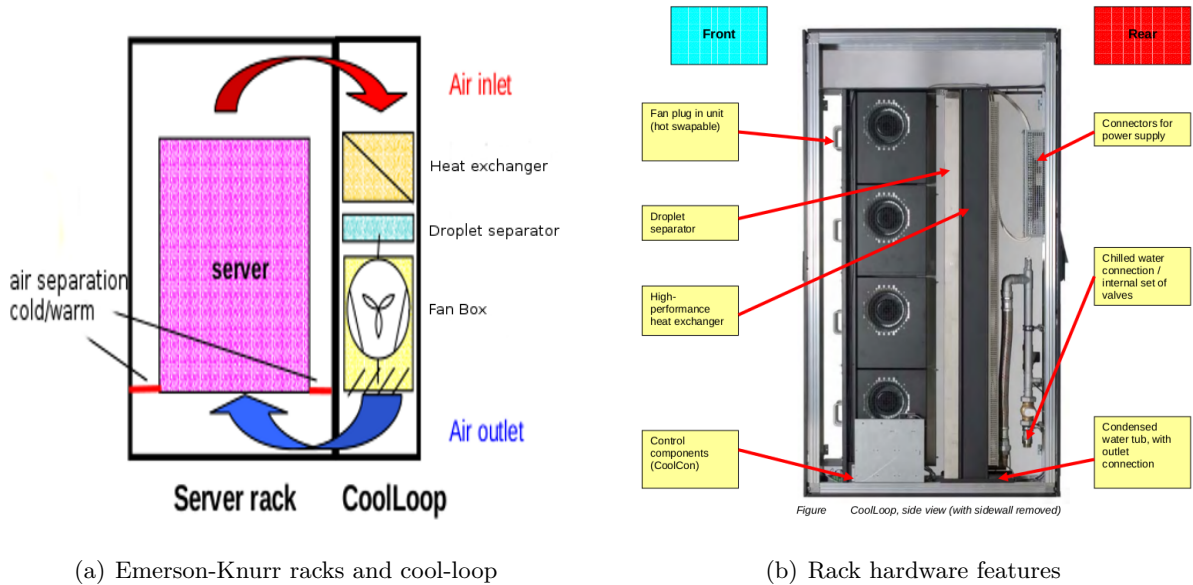 Air inlet
Heat exchanger
Droplet separator
server
air separation
cold/warm
Fan Box
Air outlet
Server rack
CoolLoop
(a) Emerson-Knurr racks and cool-loop
Front
Rear
Fan plug in unit
(hot swapable)
Connectors for
power supply
Droplet
separator
Chilled water
connection /
internal set of
valves
High-
performance
heat exchanger
Control
components
(CoolCon)
Condensed
water tub, with
outlet
connection
Figure CoolLoop, side view (with sidewall removed)
(b) Rack hardware features